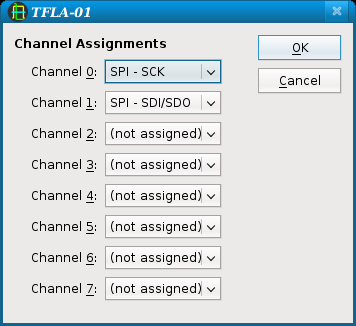 TFLA-01
Channel Assignments
OK
Channel 0: SPI - SCK
Cancel
Channel 1: SPI - SDI/SDO
Channel 2: (not assigned)
Channel 3: (not assigned)
Channel 4: (not assigned)
Channel 5: (not assigned)
Channel 6: (not assigned)
Channel 7: (not assigned)